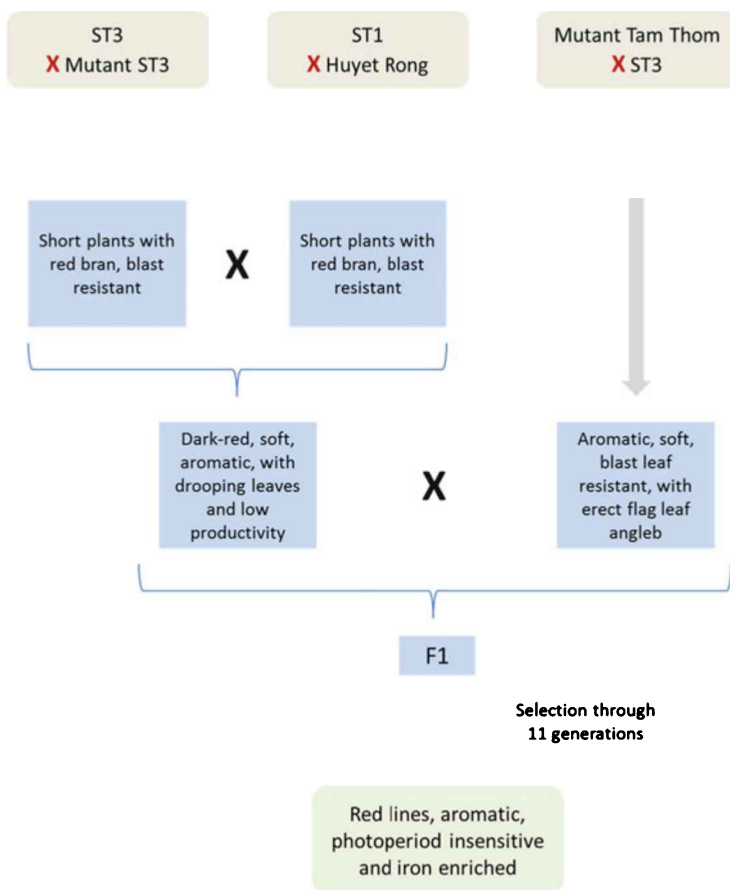 ST3
X Mutant ST3
ST1
X Huyet Rong
Mutant Tam Thom
X ST3
Short plants with
red bran, blast
resistant
X
Short plants with
red bran, blast
resistant
Dark-red, soft,
aromatic, with
drooping leaves
and low
productivity
X
Aromatic, soft,
blast leaf
resistant, with
erect flag leaf
angleb
F1
Selection through
11 generations
Red lines, aromatic,
photoperiod insensitive
and iron enriched